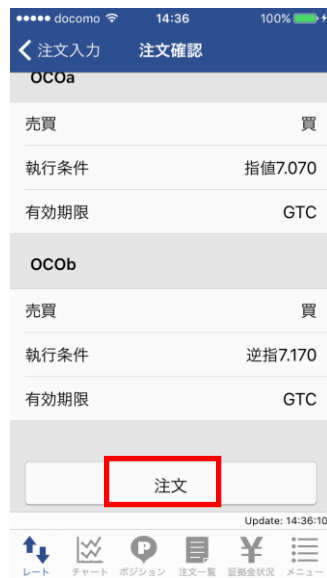 docomo 14:36 100%
注文入力 注文確認
OCOa
売買 買
執行条件 指値7.070
有効期限 GTC
OCOb
売買 買
執行条件 逆指7.170
有効期限 GTC
注文
Update: 14:36:10
レート チャート ポジション 注文一覧 証拠金状況 メニュー